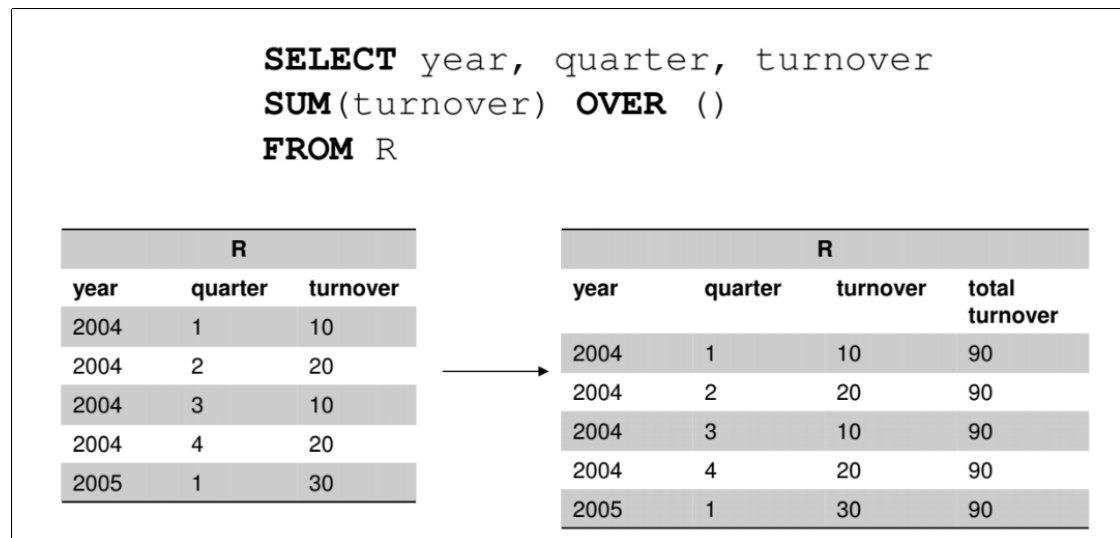 SELECT year, quarter, turnover
SUM(turnover) OVER ()
FROM R
R
year quarter turnover
2004 1 10
2004 2 20
2004 3 10
2004 4 20
2005 1 30
R
year quarter turnover total
turnover
2004 1 10 90
2004 2 20 90
2004 3 10 90
2004 4 20 90
2005 1 30 90